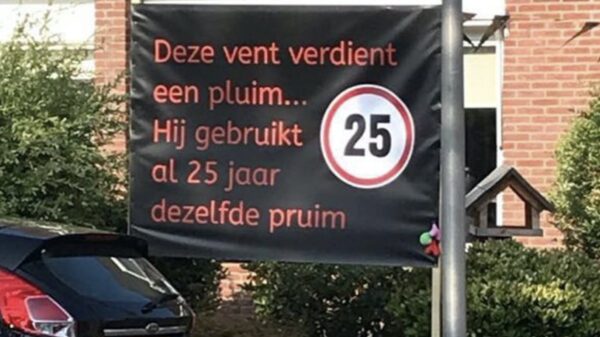 Deze vent verdient
een pluim...
Hij gebruikt
al 25 jaar
dezelfde pruim
25